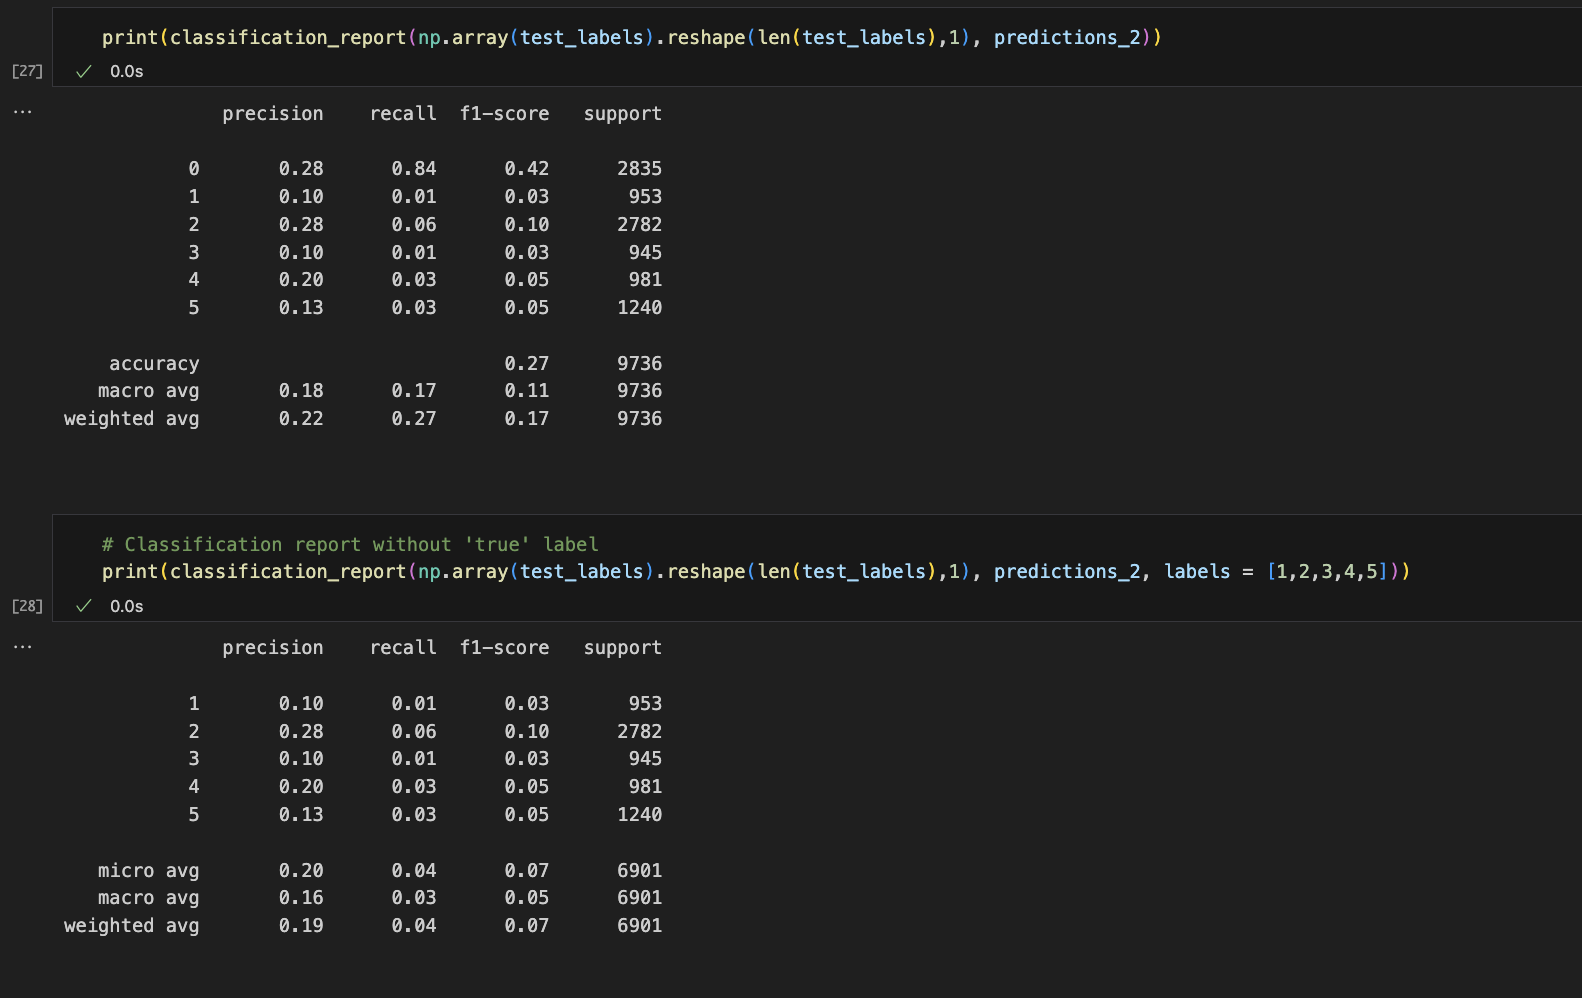 print(classification_report(np.array(test_labels).reshape(len(test_labels),1), predictions_2))
[27] ✓ 0.0s
...
precision recall f1-score support
0 0.28 0.84 0.42 2835
1 0.10 0.01 0.03 953
2 0.28 0.06 0.10 2782
3 0.10 0.01 0.03 945
4 0.20 0.03 0.05 981
5 0.13 0.03 0.05 1240
accuracy 0.27 9736
macro avg 0.18 0.17 0.11 9736
weighted avg 0.22 0.27 0.17 9736
# Classification report without 'true' label
print(classification_report(np.array(test_labels).reshape(len(test_labels),1), predictions_2, labels = [1,2,3,4,5]))
[28] ✓ 0.0s
...
precision recall f1-score support
1 0.10 0.01 0.03 953
2 0.28 0.06 0.10 2782
3 0.10 0.01 0.03 945
4 0.20 0.03 0.05 981
5 0.13 0.03 0.05 1240
micro avg 0.20 0.04 0.07 6901
macro avg 0.16 0.03 0.05 6901
weighted avg 0.19 0.04 0.07 6901